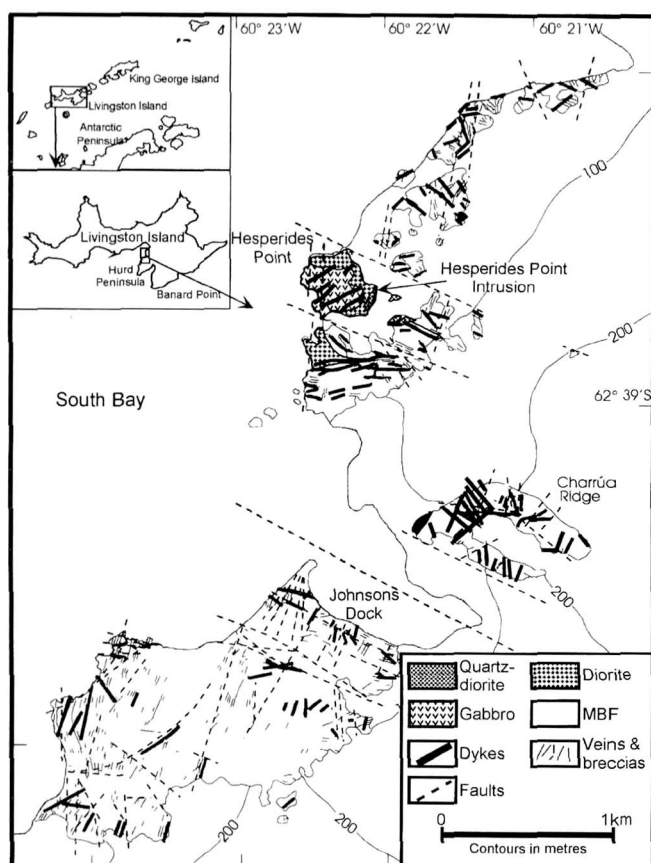 60° 23'W
60° 22'W
60° 21'W
King George Island
Livingston Island
Antarctic
Peninsula
Livingston Island
Hurd
Peninsula
Banard Point
Hesperides
Point
Hesperides Point
Intrusion
100
200
62° 39'S
South Bay
Charrúa
Ridge
200
Johnsons
Dock
200
200
Quartz-
diorite
Diorite
Gabbro
MBF
Dykes
Veins &
breccias
Faults
0
1km
Contours in metres